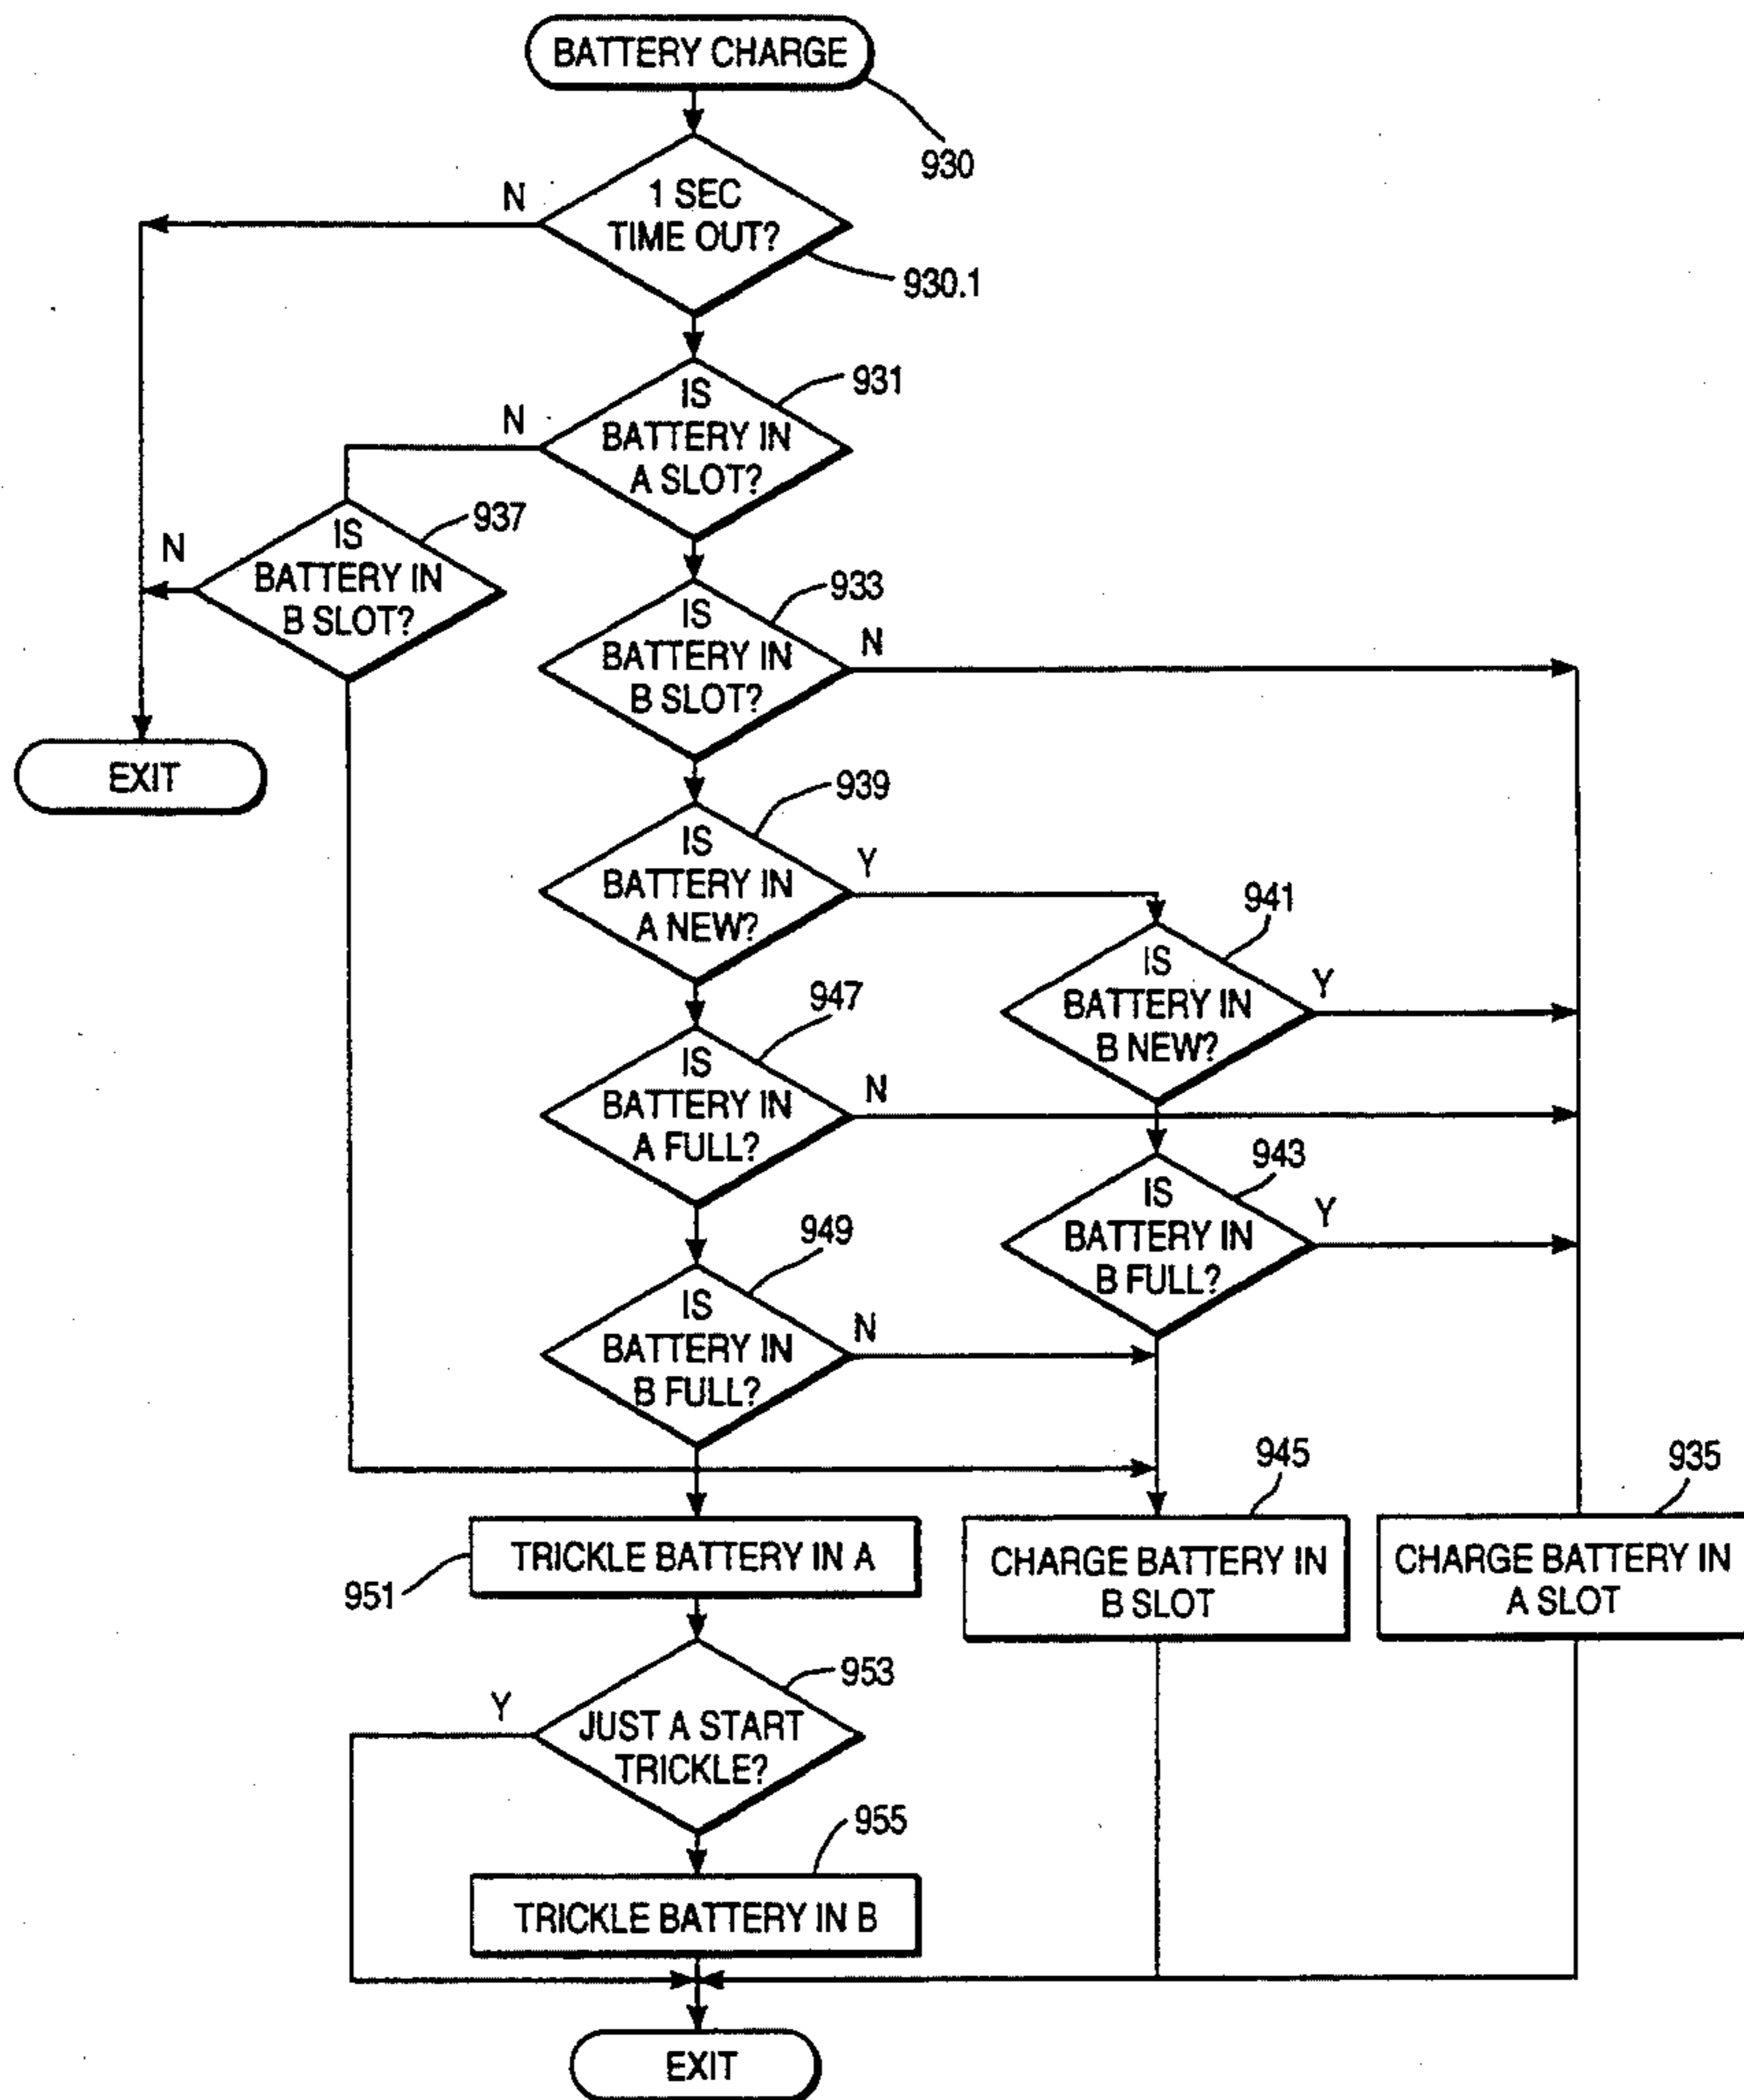 BATTERY CHARGE
930
N
1 SEC
TIME OUT?
930.1
931
N
IS
BATTERY IN
A SLOT?
937
N
IS
BATTERY IN
B SLOT?
933
IS
BATTERY IN
B SLOT?
N
EXIT
939
IS
BATTERY IN
A NEW?
Y
941
IS
BATTERY IN
B NEW?
Y
947
IS
BATTERY IN
A FULL?
N
943
IS
BATTERY IN
B FULL?
Y
949
IS
BATTERY IN
B FULL?
N
945
935
TRICKLE BATTERY IN A
951
CHARGE BATTERY IN
B SLOT
CHARGE BATTERY IN
A SLOT
953
Y
JUST A START
TRICKLE?
955
TRICKLE BATTERY IN B
EXIT